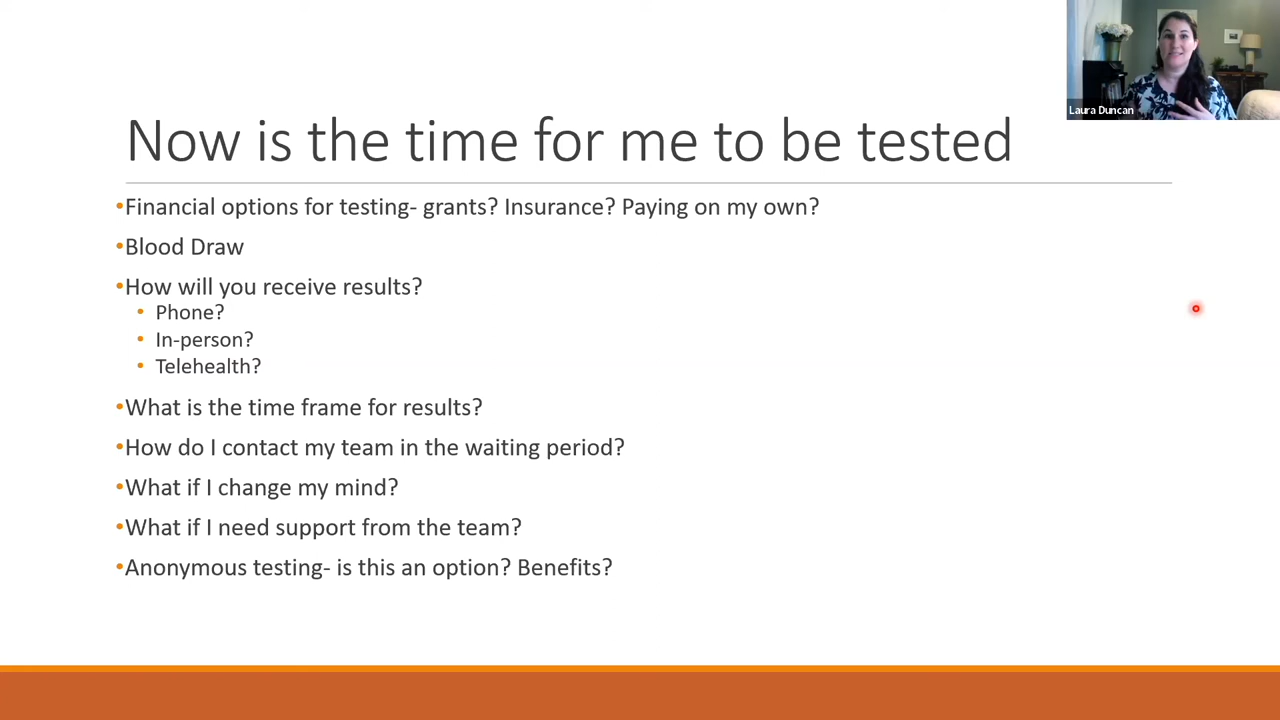 Laura Duncan
Now is the time for me to be tested
•Financial options for testing- grants? Insurance? Paying on my own?
•Blood Draw
•How will you receive results?
• Phone?
• In-person?
• Telehealth?
•What is the time frame for results?
•How do I contact my team in the waiting period?
•What if I change my mind?
•What if I need support from the team?
•Anonymous testing- is this an option? Benefits?